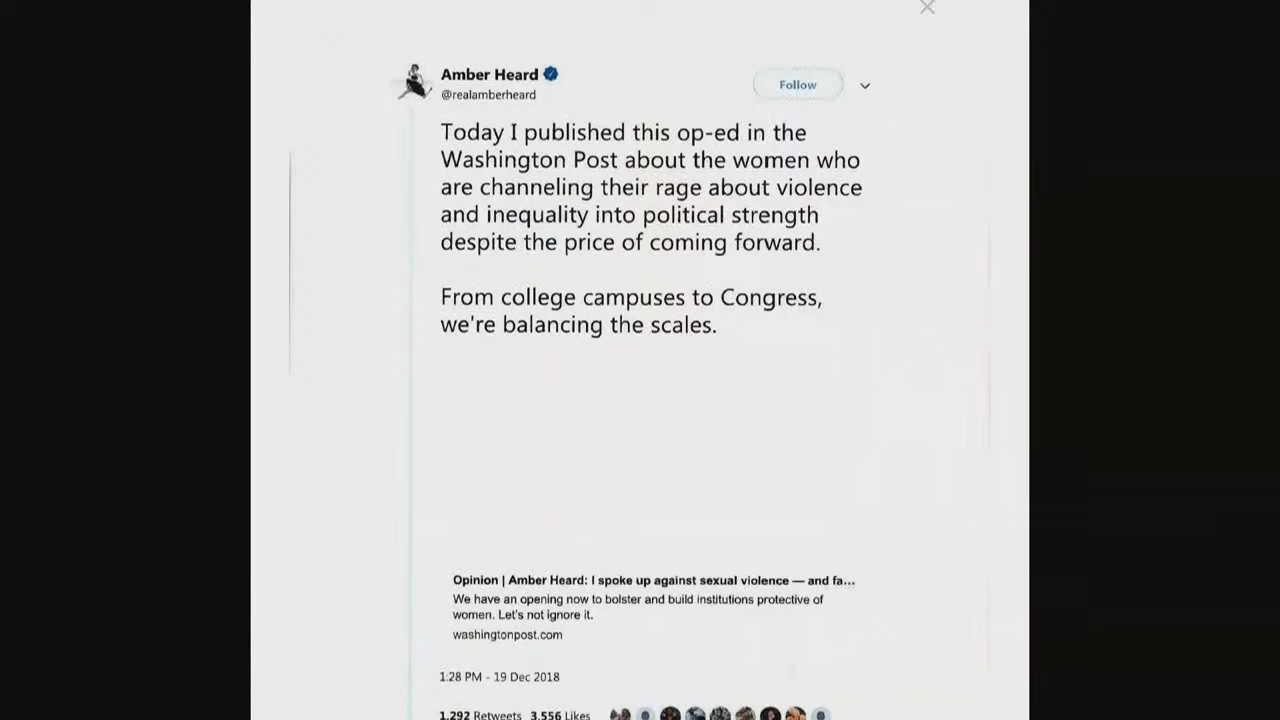 Amber Heard
@realamberheard
Follow
Today I published this op-ed in the
Washington Post about the women who
are channeling their rage about violence
and inequality into political strength
despite the price of coming forward.
From college campuses to Congress,
we're balancing the scales.
Opinion | Amber Heard: I spoke up against sexual violence — and fa...
We have an opening now to bolster and build institutions protective of
women. Let's not ignore it.
washingtonpost.com
1:28 PM - 19 Dec 2018
1,292 Retweets 3,556 Likes